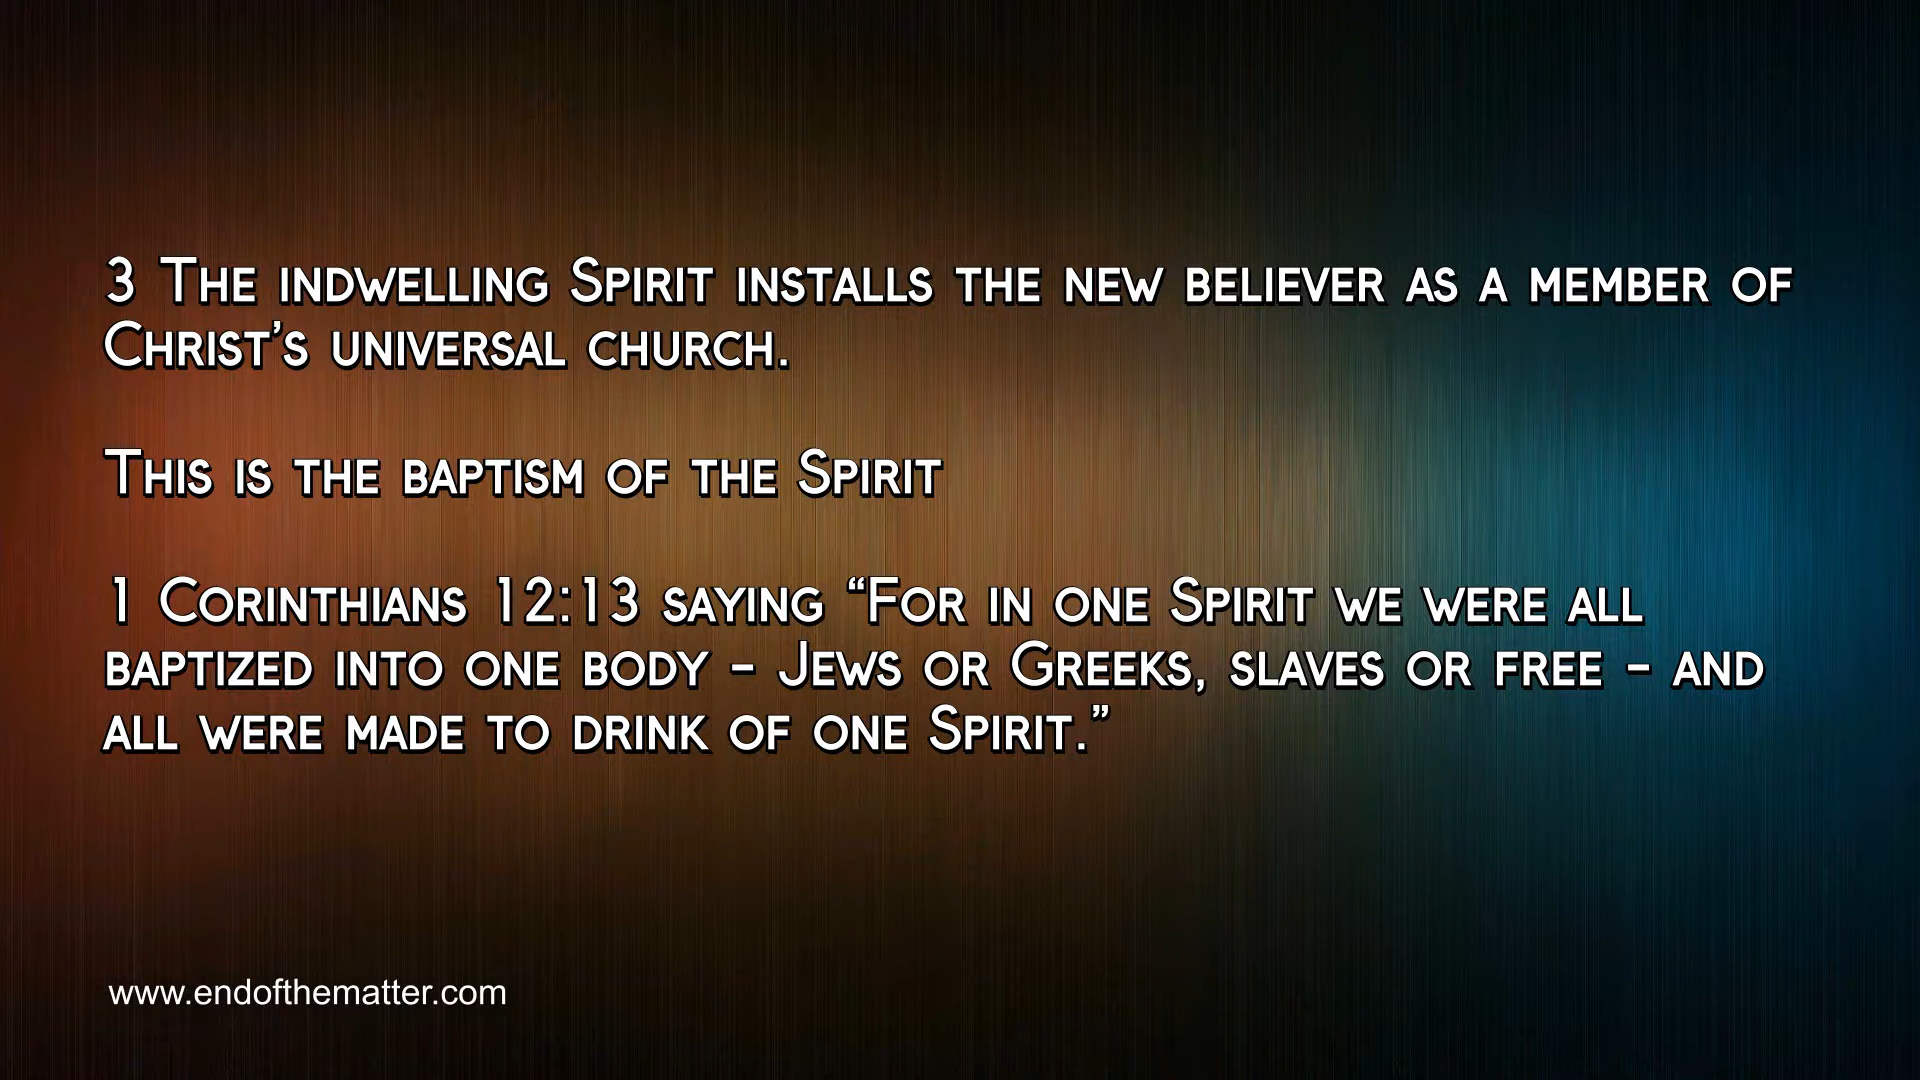 3 The indwelling Spirit installs the new believer as a member of
Christ’s universal church.
This is the baptism of the Spirit
1 Corinthians 12:13 saying “For in one Spirit we were all
baptized into one body – Jews or Greeks, slaves or free – and
all were made to drink of one Spirit.”
www.endofthematter.com